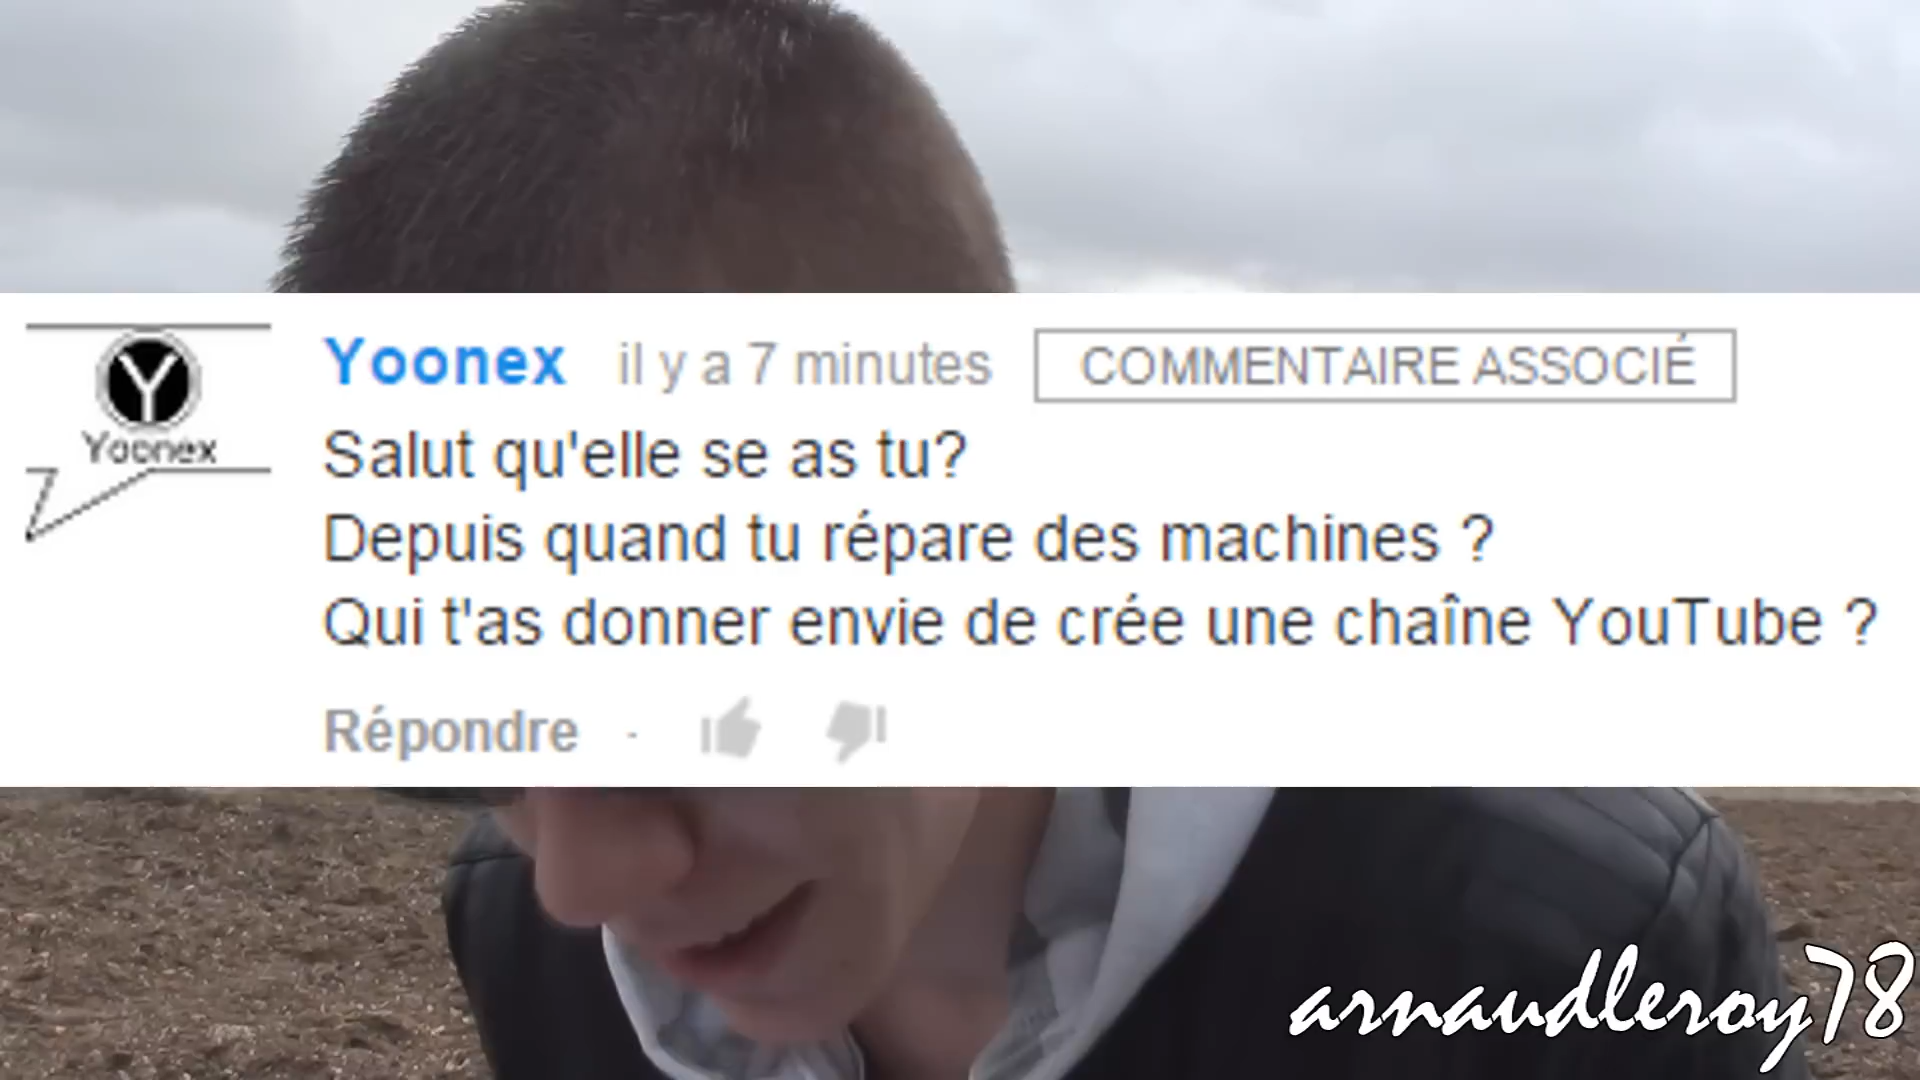 Yoonex il y a 7 minutes COMMENTAIRE ASSOCIÉ
Y
Yoonex
Salut qu'elle se as tu?
Depuis quand tu répare des machines ?
Qui t'as donner envie de crée une chaîne YouTube ?
Répondre ·
arnaudleroy78